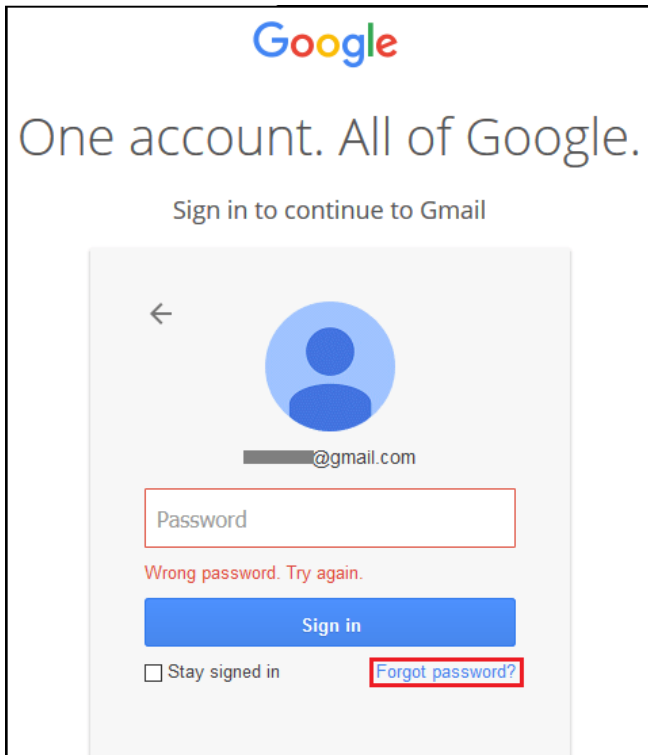 Google
One account. All of Google.
Sign in to continue to Gmail
@gmail.com
Password
Wrong password. Try again.
Sign in
Stay signed in Forgot password?